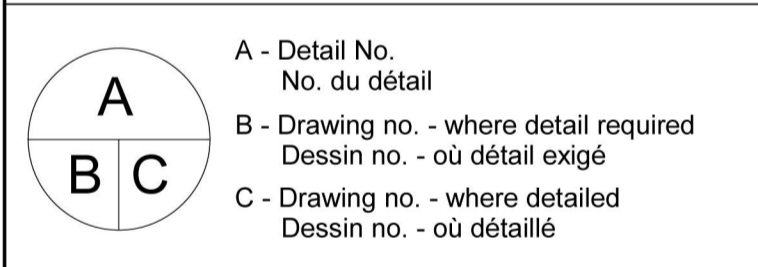 A
B C
A - Detail No.
No. du détail
B - Drawing no. - where detail required
Dessin no. - où détail exigé
C - Drawing no. - where detailed
Dessin no. - où détaillé